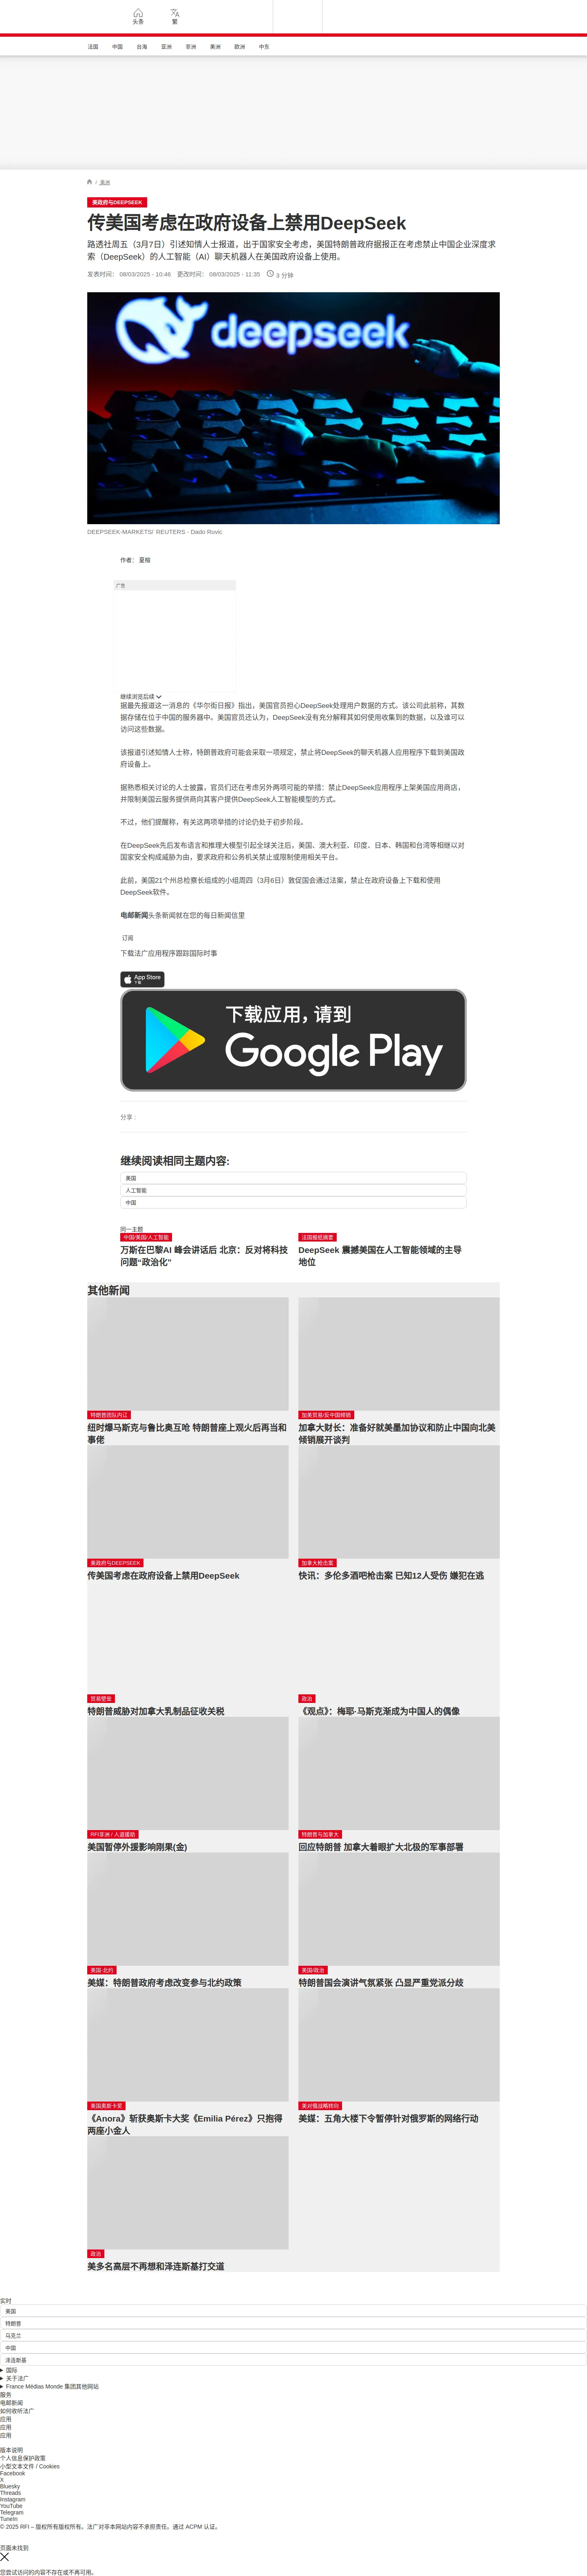 头条
繁
法国
中国
台海
亚洲
非洲
美洲
欧洲
中东
/ 美洲
美政府与DEEPSEEK
传美国考虑在政府设备上禁用DeepSeek
路透社周五（3月7日）引述知情人士报道，出于国家安全考虑，美国特朗普政府据报正在考虑禁止中国企业深度求
索（DeepSeek）的人工智能（AI）聊天机器人在美国政府设备上使用。
发表时间： 08/03/2025 - 10:46 更改时间： 08/03/2025 - 11:35 3 分钟
deepseek
DEEPSEEK-MARKETS/ REUTERS - Dado Ruvic
作者： 夏榕
广告
继续浏览后续
据最先报道这一消息的《华尔街日报》指出，美国官员担心DeepSeek处理用户数据的方式。该公司此前称，其数
据存储在位于中国的服务器中。美国官员还认为，DeepSeek没有充分解释其如何使用收集到的数据，以及谁可以
访问这些数据。
该报道引述知情人士称，特朗普政府可能会采取一项规定，禁止将DeepSeek的聊天机器人应用程序下载到美国政
府设备上。
据熟悉相关讨论的人士披露，官员们还在考虑另外两项可能的举措：禁止DeepSeek应用程序上架美国应用商店，
并限制美国云服务提供商向其客户提供DeepSeek人工智能模型的方式。
不过，他们提醒称，有关这两项举措的讨论仍处于初步阶段。
在DeepSeek先后发布语言和推理大模型引起全球关注后，美国、澳大利亚、印度、日本、韩国和台湾等相继以对
国家安全构成威胁为由，要求政府和公务机关禁止或限制使用相关平台。
此前，美国21个州总检察长组成的小组周四（3月6日）敦促国会通过法案，禁止在政府设备上下载和使用
DeepSeek软件。
电邮新闻头条新闻就在您的每日新闻信里
订阅
下载法广应用程序跟踪国际时事
App Store
下载
下载应用，请到
Google Play
分享 :
继续阅读相同主题内容:
美国
人工智能
中国
同一主题
中国/美国/人工智能
万斯在巴黎AI 峰会讲话后 北京：反对将科技
问题“政治化”
法国报纸摘要
DeepSeek 震撼美国在人工智能领域的主导
地位
其他新闻
特朗普团队内讧
纽时爆马斯克与鲁比奥互呛 特朗普座上观火后再当和
事佬
加美贸易/反中国倾销
加拿大财长：准备好就美墨加协议和防止中国向北美
倾销展开谈判
美政府与DEEPSEEK
传美国考虑在政府设备上禁用DeepSeek
加拿大枪击案
快讯：多伦多酒吧枪击案 已知12人受伤 嫌犯在逃
贸易壁垒
特朗普威胁对加拿大乳制品征收关税
政治
《观点》：梅耶·马斯克渐成为中国人的偶像
RFI非洲 / 人道援助
美国暂停外援影响刚果(金)
特朗普与加拿大
回应特朗普 加拿大着眼扩大北极的军事部署
美国-北约
美媒：特朗普政府考虑改变参与北约政策
美国/政治
特朗普国会演讲气氛紧张 凸显严重党派分歧
美国奥斯卡奖
《Anora》斩获奥斯卡大奖《Emilia Pérez》只抱得
两座小金人
美对俄战略转向
美媒：五角大楼下令暂停针对俄罗斯的网络行动
政治
美多名高层不再想和泽连斯基打交道
实时
美国
特朗普
乌克兰
中国
泽连斯基
国际
关于法广
France Médias Monde 集团其他网站
服务
电邮新闻
如何收听法广
应用
应用
应用
版本说明
个人信息保护政策
小型文本文件 / Cookies
Facebook
X
Bluesky
Threads
Instagram
YouTube
Telegram
TuneIn
© 2025 RFI – 版权所有版权所有。法广对非本网站内容不承担责任。通过 ACPM 认证。
页面未找到
您尝试访问的内容不存在或不再可用。